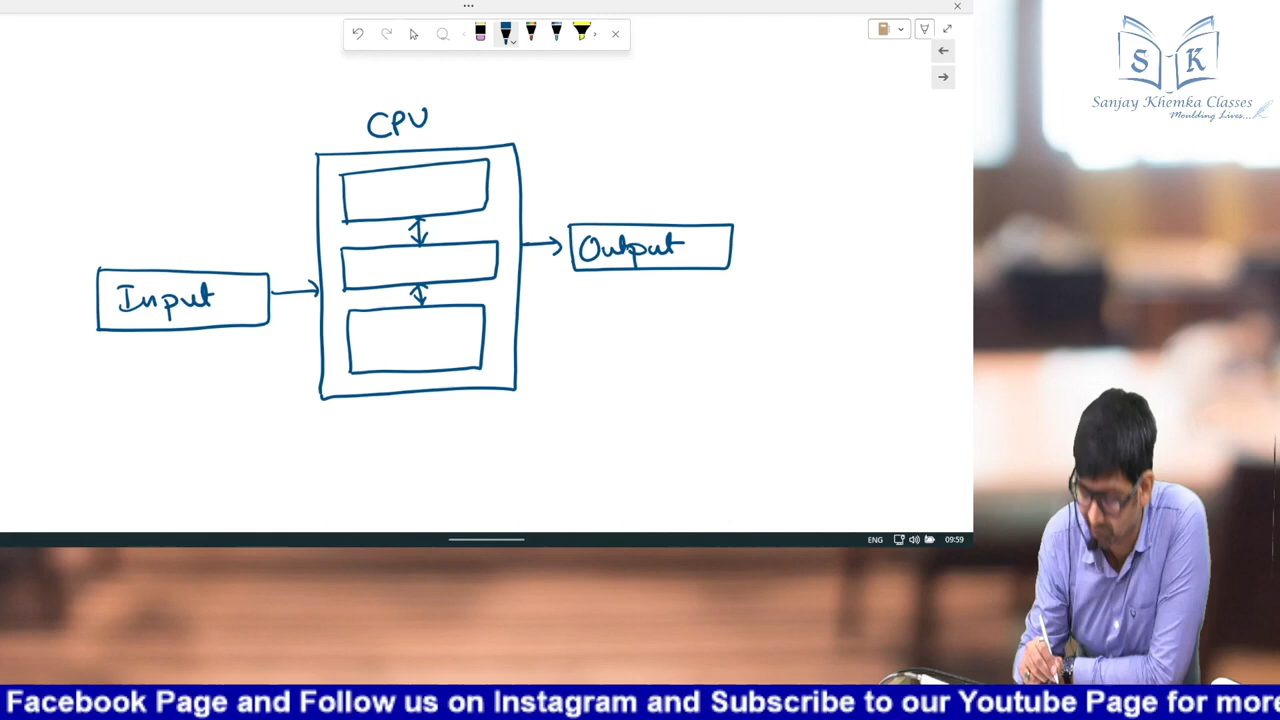 S K
Sanjay Khemka Classes
Moulding Lives...
CPU
Input
Output
ENG 09:59
Facebook Page and Follow us on Instagram and Subscribe to our Youtube Page for more